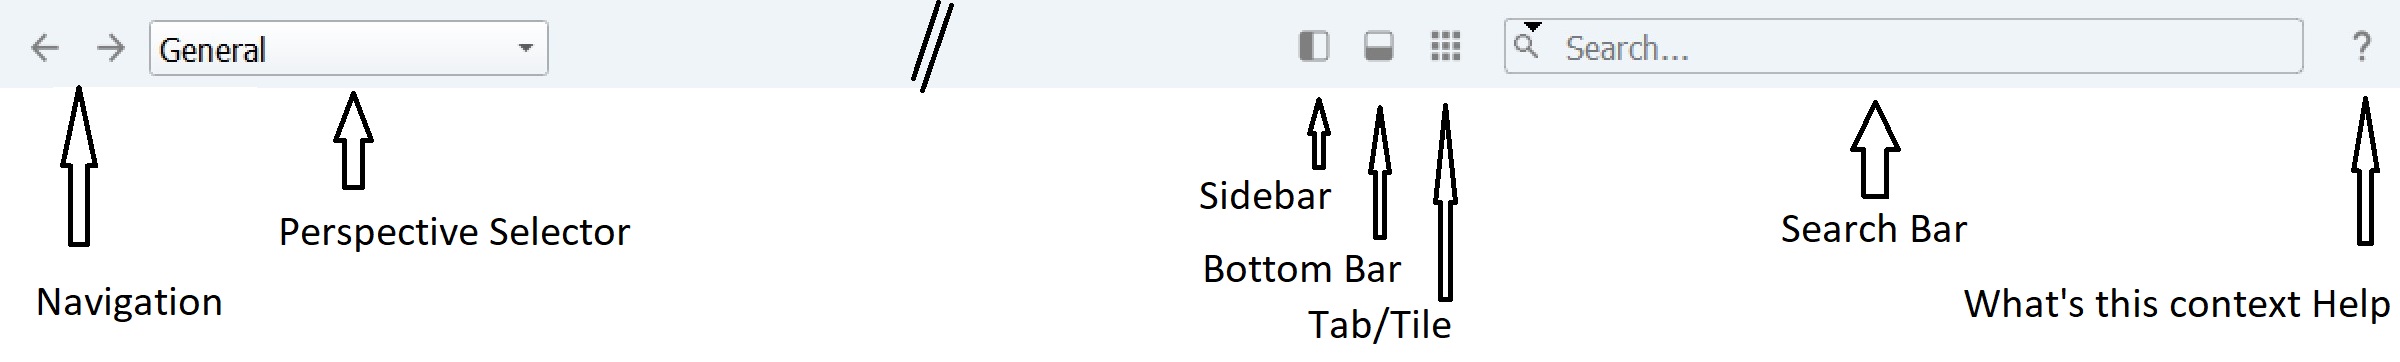 General
Search...
?
Sidebar
Perspective Selector
Search Bar
Bottom Bar
Navigation
What's this context Help
Tab/Tile